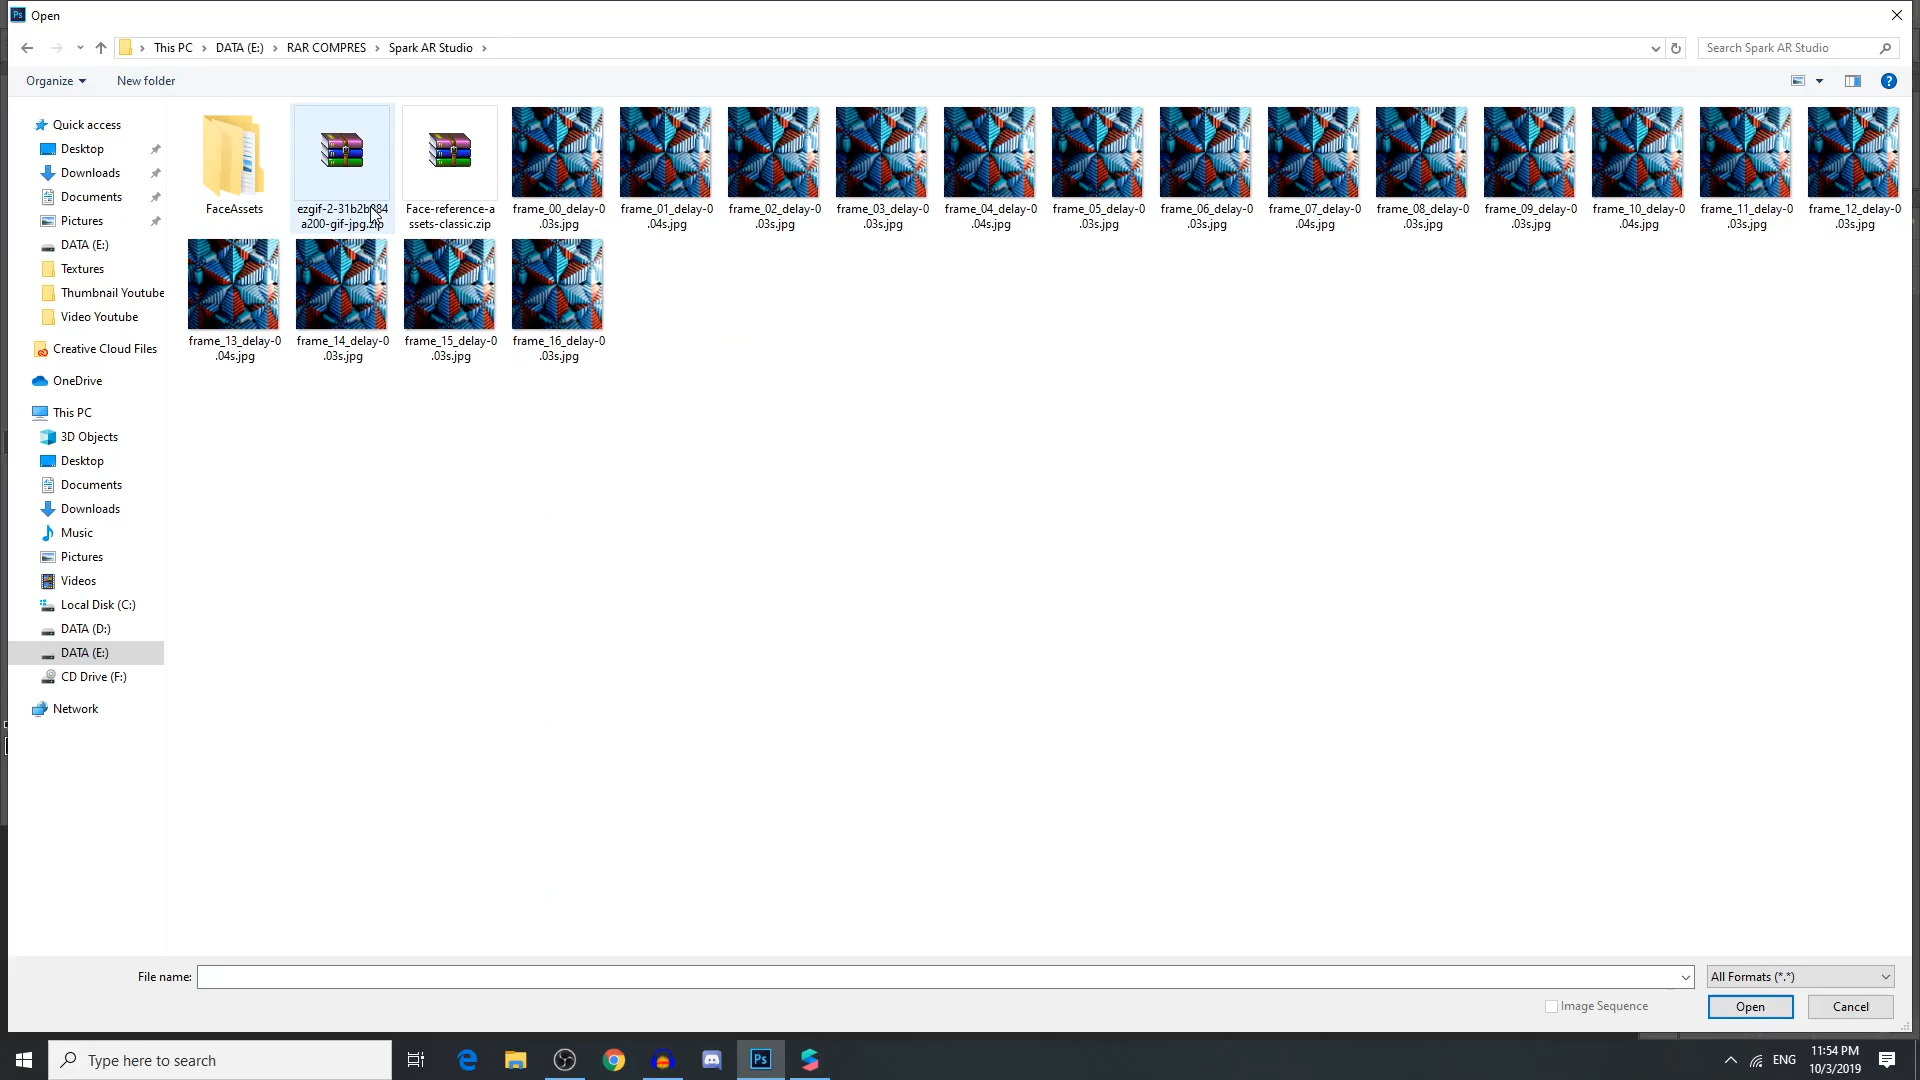 Ps Open
This PC DATA (E:) RAR COMPRES Spark AR Studio
Search Spark AR Studio
Organize New folder
Quick access
Desktop
Downloads
Documents
Pictures
DATA (E:)
Textures
Thumbnail Youtube
Video Youtube
Creative Cloud Files
OneDrive
This PC
3D Objects
Desktop
Documents
Downloads
Music
Pictures
Videos
Local Disk (C:)
DATA (D:)
DATA (E:)
CD Drive (F:)
Network
FaceAssets
a200-gif-jpg.zip
Face-reference-a
ssets-classic.zip
frame_00_delay-0
.03s.jpg
frame_01_delay-0
.04s.jpg
frame_02_delay-0
.03s.jpg
frame_03_delay-0
.03s.jpg
frame_04_delay-0
.04s.jpg
frame_05_delay-0
.03s.jpg
frame_06_delay-0
.03s.jpg
frame_07_delay-0
.04s.jpg
frame_08_delay-0
.03s.jpg
frame_09_delay-0
.03s.jpg
frame_10_delay-0
.04s.jpg
frame_11_delay-0
.03s.jpg
frame_12_delay-0
.03s.jpg
frame_13_delay-0
.04s.jpg
frame_14_delay-0
.03s.jpg
frame_15_delay-0
.03s.jpg
frame_16_delay-0
.03s.jpg
File name:
All Formats (*.*)
Image Sequence
Open
Cancel
Type here to search
Ps
ENG
11:54 PM
10/3/2019